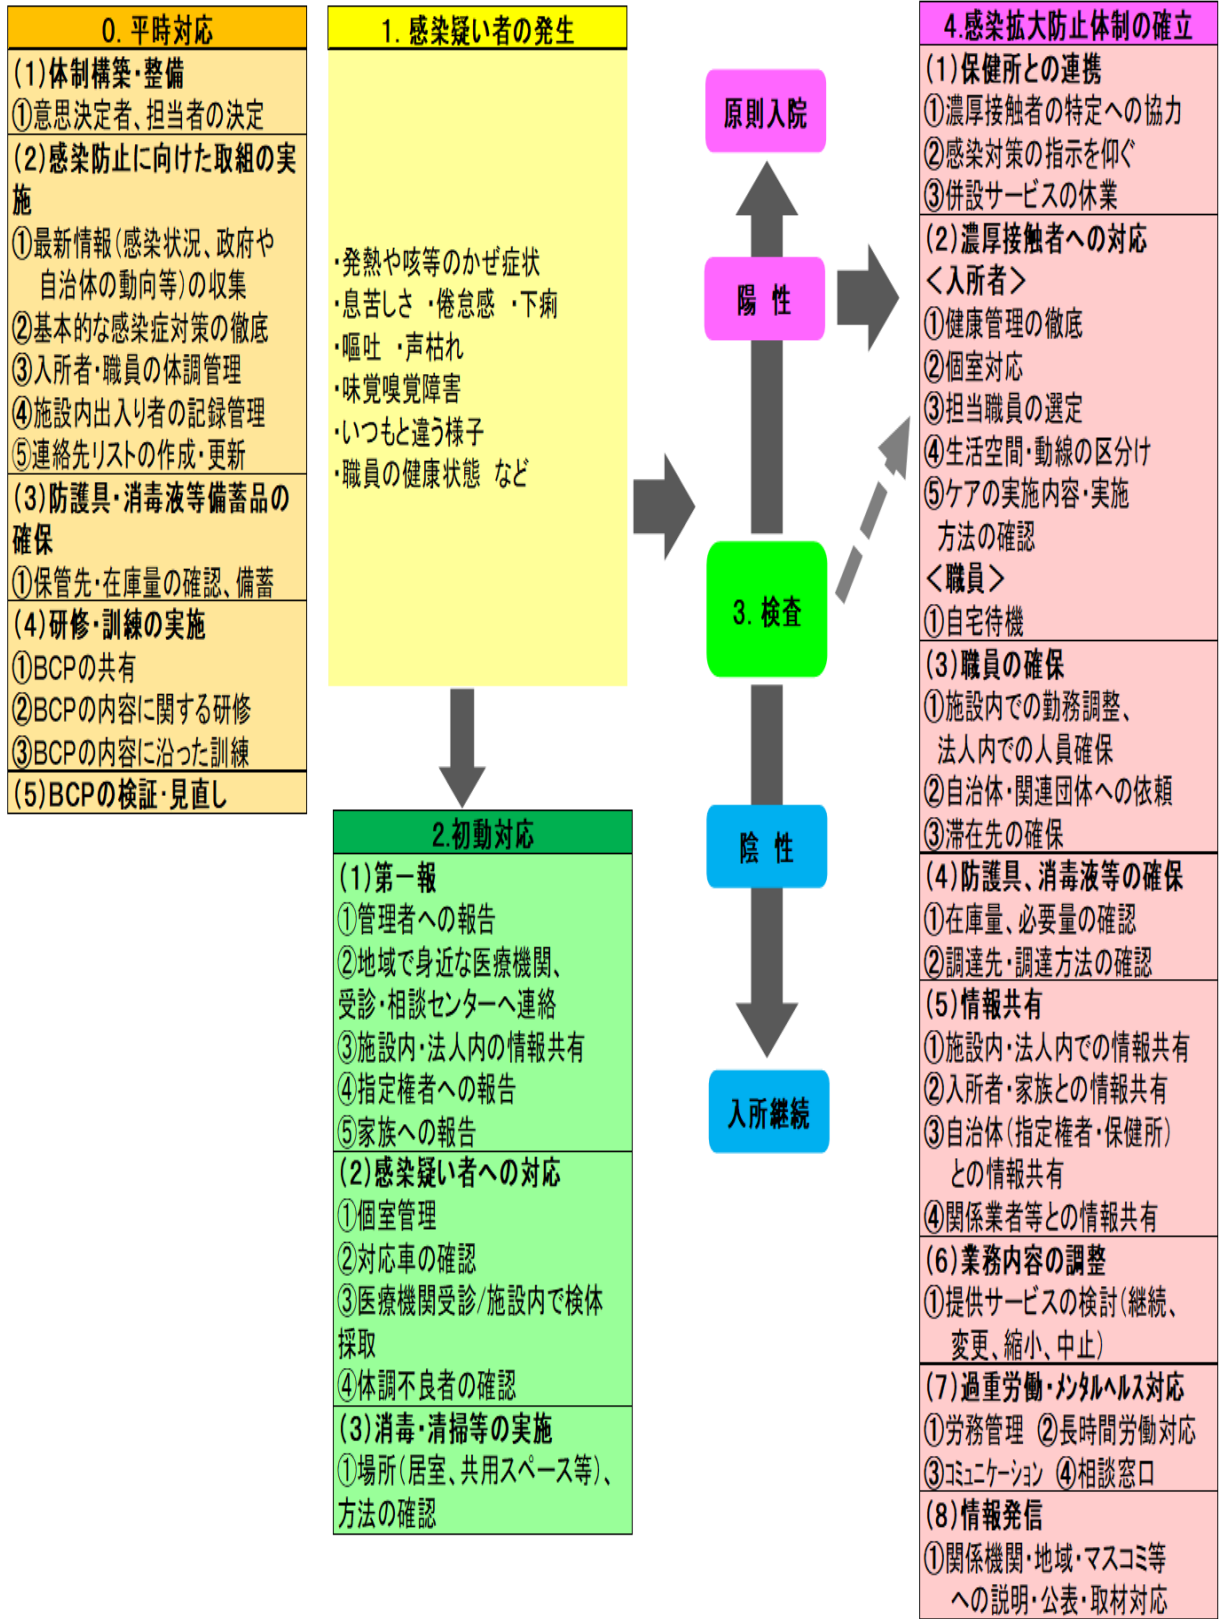 0. 平時対応
(1)体制構築・整備
①意思決定者、担当者の決定
(2)感染防止に向けた取組の実
施
①最新情報(感染状況、政府や
自治体の動向等)の収集
②基本的な感染症対策の徹底
③入所者・職員の体調管理
④施設内出入り者の記録管理
⑤連絡先リストの作成・更新
(3)防護具・消毒液等備蓄品の
確保
①保管先・在庫量の確認、備蓄
(4)研修・訓練の実施
①BCPの共有
②BCPの内容に関する研修
③BCPの内容に沿った訓練
(5)BCPの検証・見直し
1. 感染疑い者の発生
・発熱や咳等のかぜ症状
・息苦しさ ・倦怠感 ・下痢
・嘔吐 ・声枯れ
・味覚嗅覚障害
・いつもと違う様子
・職員の健康状態 など
2.初動対応
(1)第一報
①管理者への報告
②地域で身近な医療機関、
受診・相談センターへ連絡
③施設内・法人内の情報共有
④指定権者への報告
⑤家族への報告
(2)感染疑い者への対応
①個室管理
②対応車の確認
③医療機関受診/施設内で検体
採取
④体調不良者の確認
(3)消毒・清掃等の実施
①場所(居室、共用スペース等)、
方法の確認
原則入院
陽 性
3. 検査
陰 性
入所継続
4.感染拡大防止体制の確立
(1)保健所との連携
①濃厚接触者の特定への協力
②感染対策の指示を仰ぐ
③併設サービスの休業
(2)濃厚接触者への対応
<入所者>
①健康管理の徹底
②個室対応
③担当職員の選定
④生活空間・動線の区分け
⑤ケアの実施内容・実施
方法の確認
<職員>
①自宅待機
(3)職員の確保
①施設内での勤務調整、
法人内での人員確保
②自治体・関連団体への依頼
③滞在先の確保
(4)防護具、消毒液等の確保
①在庫量、必要量の確認
②調達先・調達方法の確認
(5)情報共有
①施設内・法人内での情報共有
②入所者・家族との情報共有
③自治体(指定権者・保健所)
との情報共有
④関係業者等との情報共有
(6)業務内容の調整
①提供サービスの検討(継続、
変更、縮小、中止)
(7)過重労働・メンタルヘルス対応
①労務管理 ②長時間労働対応
③コミュニケーション ④相談窓口
(8)情報発信
①関係機関・地域・マスコミ等
への説明・公表・取材対応